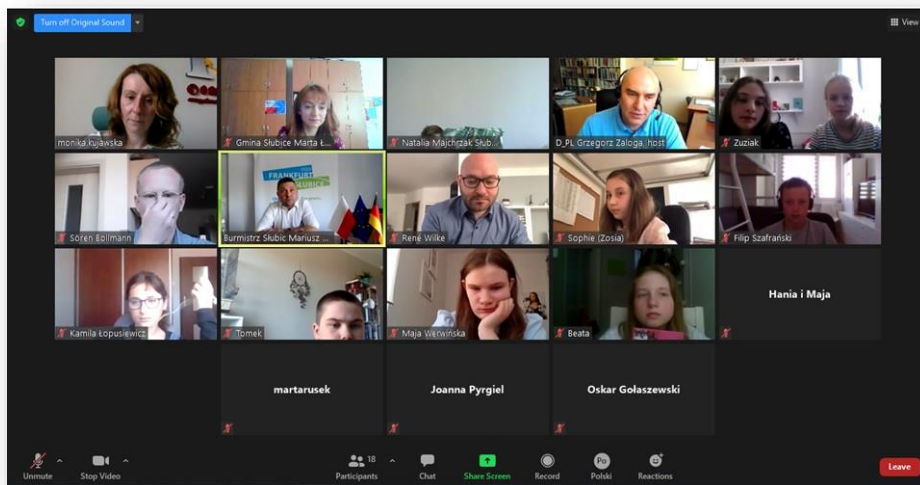 Turn off Original Sound
View
monika.kujawska
Gmina Słubice Marta Ł...
Natalia Majchrzak Słub...
D_PL Grzegorz Załoga, host
Zuziak
Sören Bollmann
FRANKFURT
SŁUBICE
Burmistrz Słubic Mariusz ...
Rene Wilke
Sophie (Zosia)
Filip Szafrański
Kamila Łopusiewicz
Tomek
Maja Werwińska
Beata
Hania i Maja
martarusek
Joanna Pyrgiel
Oskar Gołaszewski
Unmute
Stop Video
18
Participants
Chat
Share Screen
Record
Po
Polski
Reactions
Leave